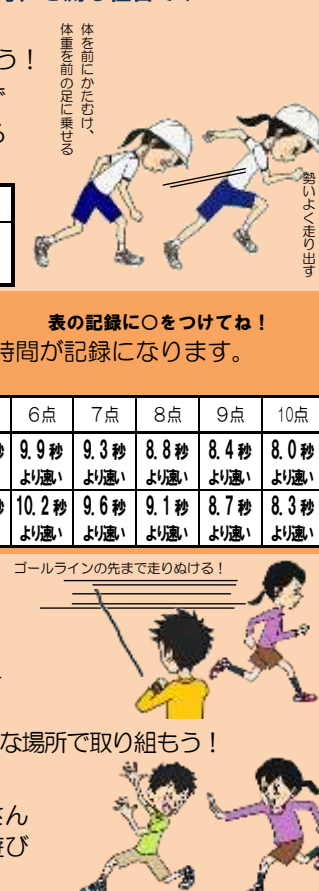 う！
体を前にかたむけ、
体重を前の足に乗せる
勢いよく走り出す
表の記録に○をつけてね！
時間が記録になります。
6点 7点 8点 9点 10点
9.9秒 9.3秒 8.8秒 8.4秒 8.0秒
より速い より速い より速い より速い より速い
10.2秒 9.6秒 9.1秒 8.7秒 8.3秒
より速い より速い より速い より速い より速い
ゴールラインの先まで走りぬける！
な場所で取り組もう！
さん
遊び